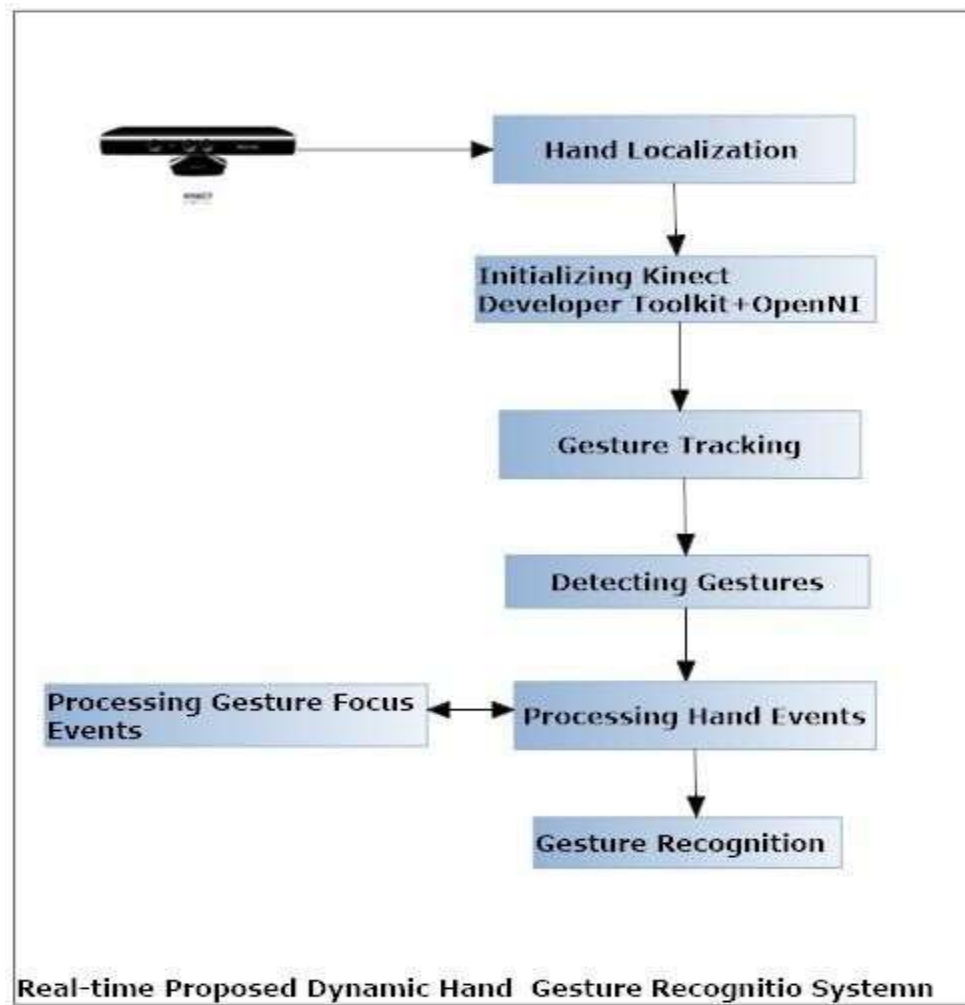 Hand Localization
KINECT
Initializing Kinect
Developer Toolkit+OpenNI
Gesture Tracking
Detecting Gestures
Processing Gesture Focus
Events
Processing Hand Events
Gesture Recognition
Real-time Proposed Dynamic Hand Gesture Recognitio Systemn